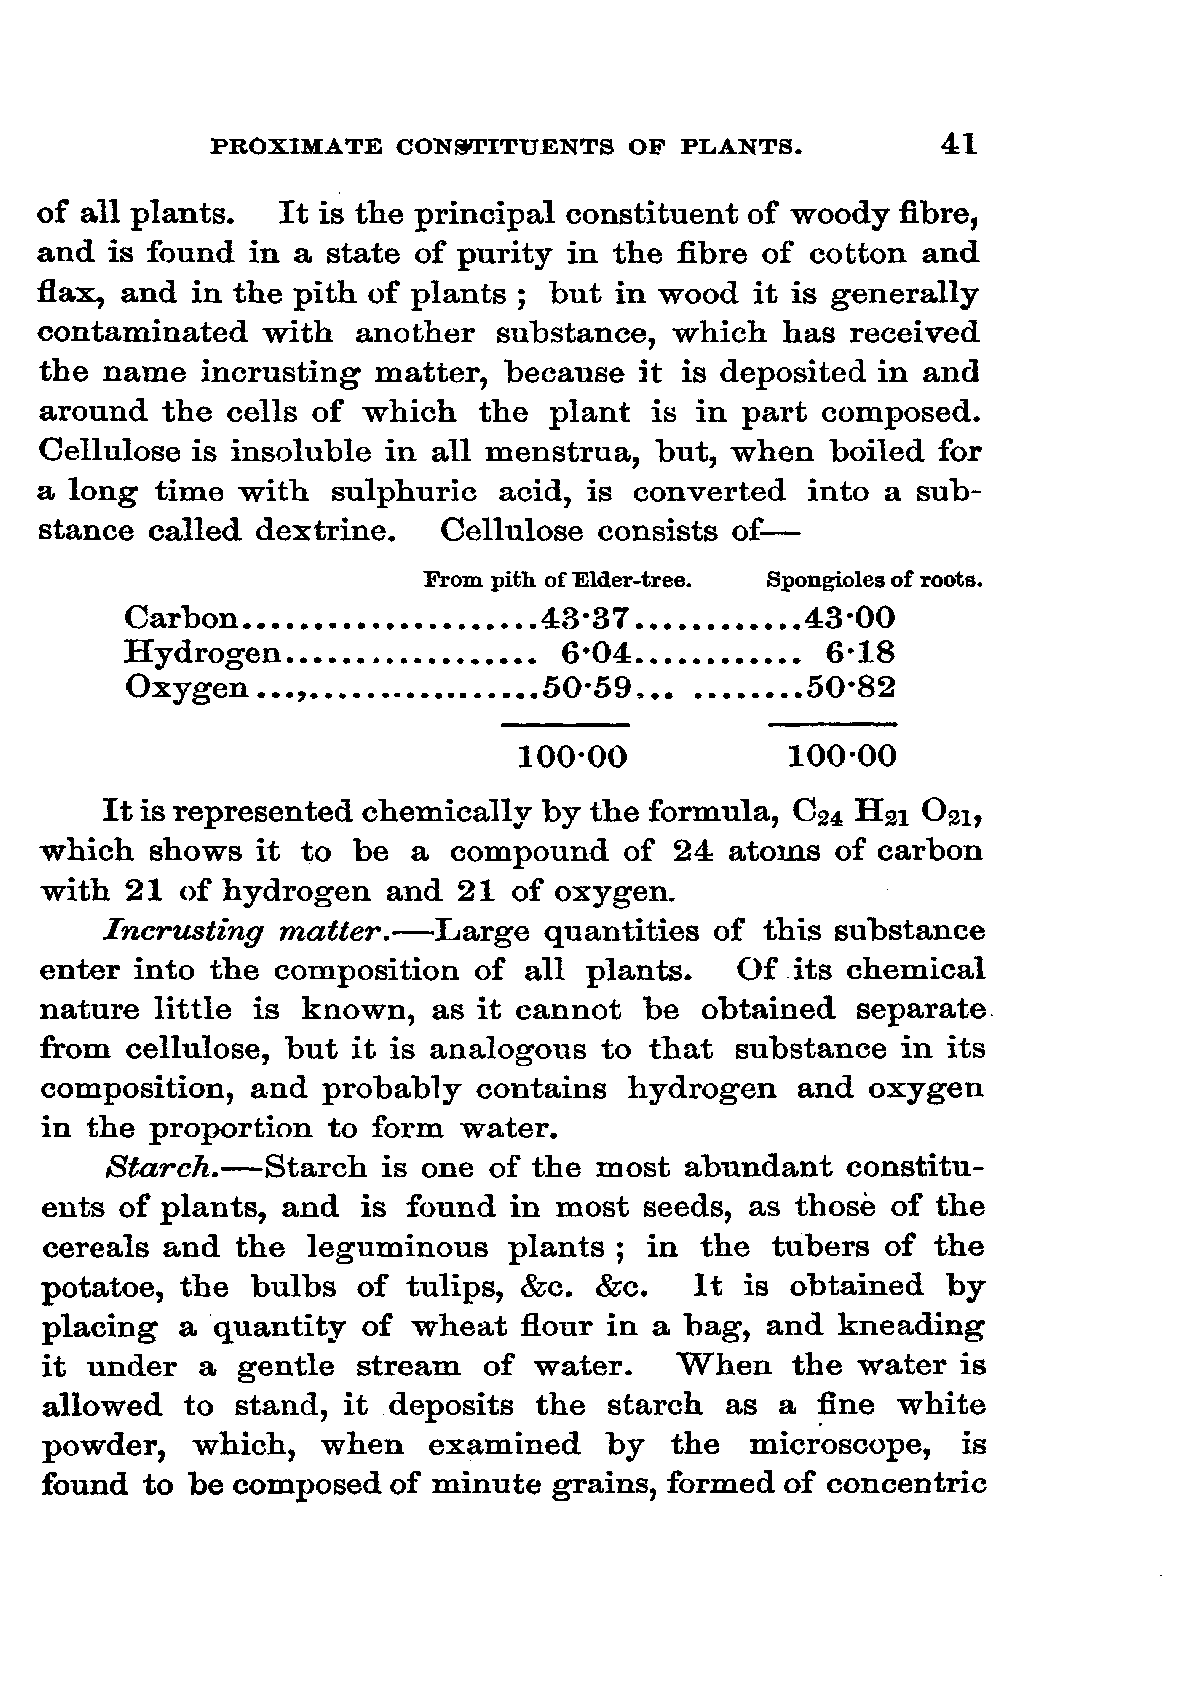 PROXIMATE CONSTITUENTS OF PLANTS. 41
of all plants. It is the principal constituent of woody fibre,
and is found in a state of purity in the fibre of cotton and
flax, and in the pith of plants ; but in wood it is generally
contaminated with another substance, which has received
the name incrusting matter, because it is deposited in and
around the cells of which the plant is in part composed.
Cellulose is insoluble in all menstrua, but, when boiled for
a long time with sulphuric acid, is converted into a sub-
stance called dextrine. Cellulose consists of—
From pith of Elder-tree. Spongioles of roots.
Carbon.....................43·37............43·00
Hydrogen.................. 6·04............ 6·18
Oxygen ...,.................50·59... ........50·82
100·00 100·00
It is represented chemically by the formula, C24 H21 O21,
which shows it to be a compound of 24 atoms of carbon
with 21 of hydrogen and 21 of oxygen.
Incrusting matter.—Large quantities of this substance
enter into the composition of all plants. Of its chemical
nature little is known, as it cannot be obtained separate
from cellulose, but it is analogous to that substance in its
composition, and probably contains hydrogen and oxygen
in the proportion to form water.
Starch.—Starch is one of the most abundant constitu-
ents of plants, and is found in most seeds, as those of the
cereals and the leguminous plants ; in the tubers of the
potatoe, the bulbs of tulips, &c. &c. It is obtained by
placing a quantity of wheat flour in a bag, and kneading
it under a gentle stream of water. When the water is
allowed to stand, it deposits the starch as a fine white
powder, which, when examined by the microscope, is
found to be composed of minute grains, formed of concentric